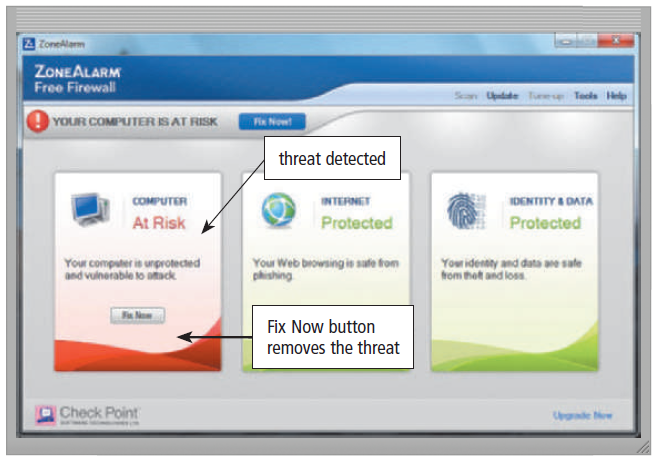 ZoneAlarm
ZONEALARM
Free Firewall
Scan Update Tune-up Tools Help
YOUR COMPUTER IS AT RISK Fix Now!
threat detected
COMPUTER
At Risk
Your computer is unprotected
and vulnerable to attack.
Fix Now
INTERNET
Protected
Your Web browsing is safe from
phishing.
IDENTITY & DATA
Protected
Your identity and data are safe
from theft and loss.
Fix Now button
removes the threat
Check Point
SOFTWARE TECHNOLOGIES LTD.
Upgrade Now